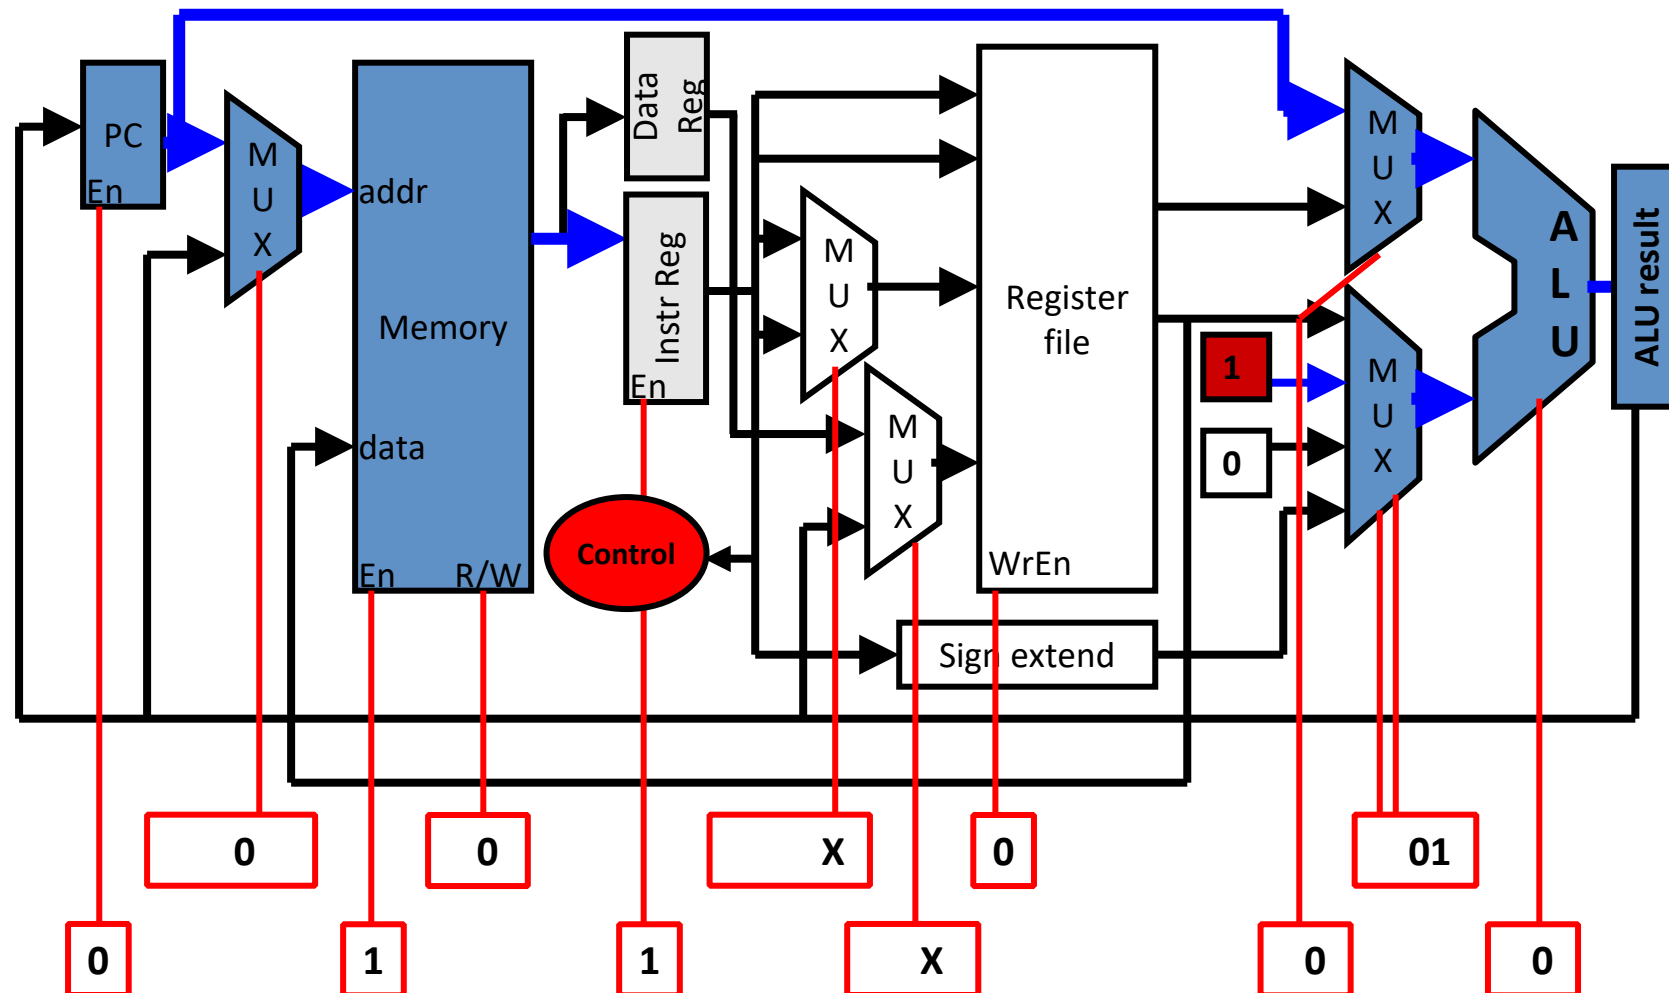 PC
En
M
U
X
addr
Memory
data
En R/W
Data
Reg
Instr Reg
En
Control
M
U
X
M
U
X
Register
file
WrEn
Sign extend
M
U
X
1
0
M
U
X
A
L
U
ALU result
0
0
X
0
01
0
1
1
X
0
0